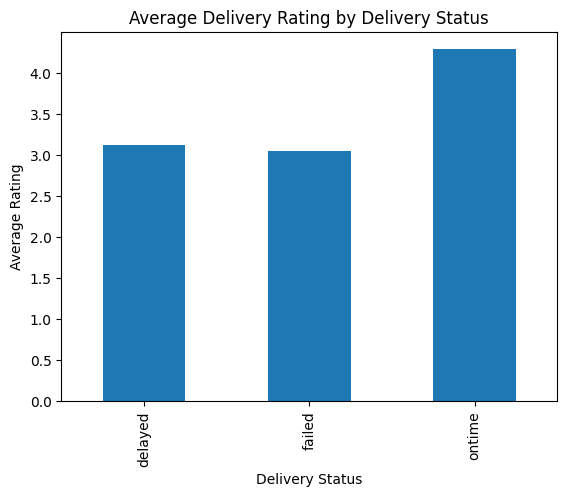 Average Delivery Rating by Delivery Status
Average Rating
4.0
3.5
3.0
2.5
2.0
1.5
1.0
0.5
0.0
delayed
failed
ontime
Delivery Status